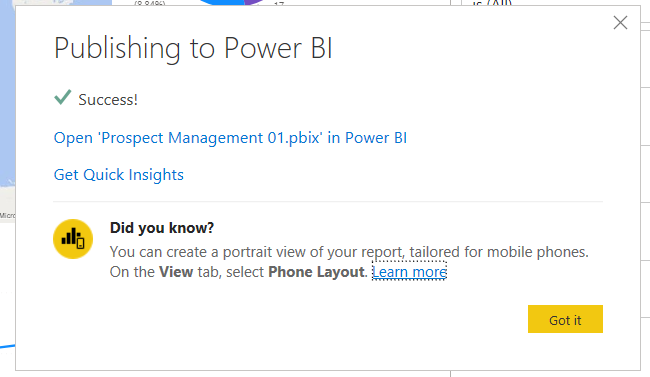 (8.84%)
17
is (All)
Publishing to Power BI
Success!
Open 'Prospect Management 01.pbix' in Power BI
Get Quick Insights
Micro
Did you know?
You can create a portrait view of your report, tailored for mobile phones.
On the View tab, select Phone Layout. Learn more
Got it